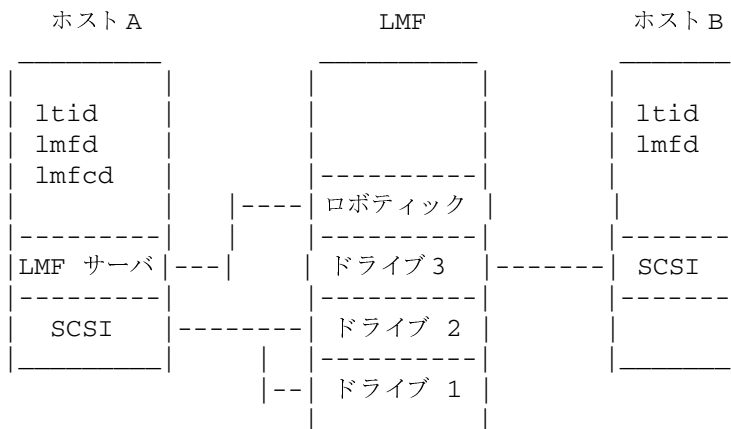 ホスト A LMF ホスト B
ltid ltid
lmfd lmfd
lmfcd
ロボティック
LMF サーバ ドライブ 3 SCSI
SCSI ドライブ 2
ドライブ 1